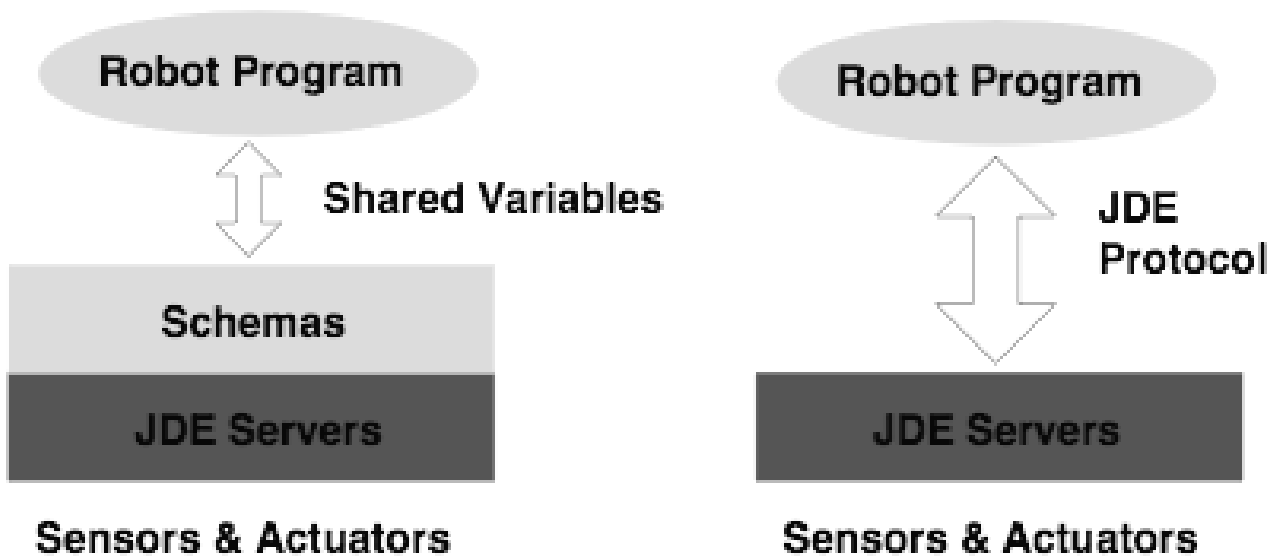 Robot Program
Shared Variables
Schemas
JDE Servers
Sensors & Actuators
Robot Program
JDE
Protocol
JDE Servers
Sensors & Actuators